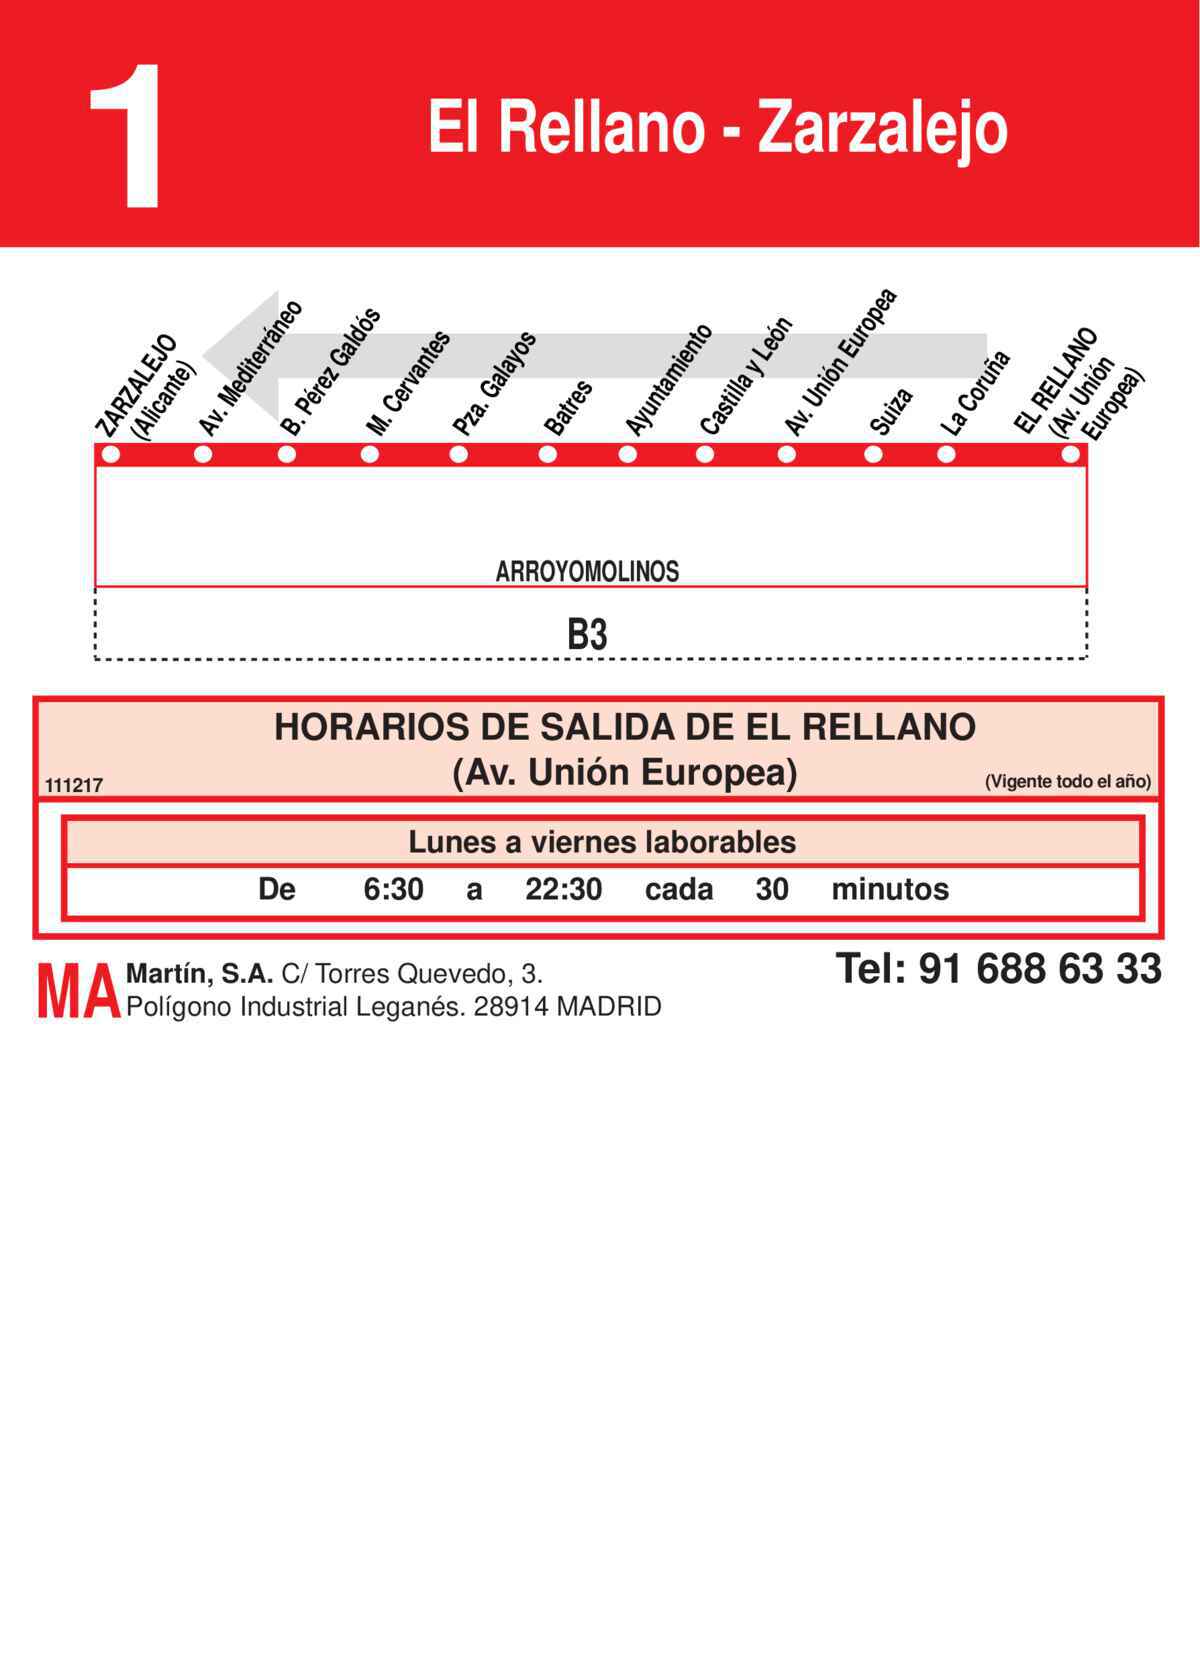 1
El Rellano - Zarzalejo
ZARZALEJO
(Alicante)
Av. Mediterráneo
B. Pérez Galdós
M. Cervantes
Pza. Galayos
Batres
Ayuntamiento
Castilla y León
Av. Unión Europea
Suiza
La Coruña
EL RELLANO
(Av. Unión
Europea)
ARROYOMOLINOS
B3
HORARIOS DE SALIDA DE EL RELLANO
(Av. Unión Europea)
111217
(Vigente todo el año)
Lunes a viernes laborables
De 6:30 a 22:30 cada 30 minutos
MA
Martín, S.A. C/ Torres Quevedo, 3.
Polígono Industrial Leganés. 28914 MADRID
Tel: 91 688 63 33